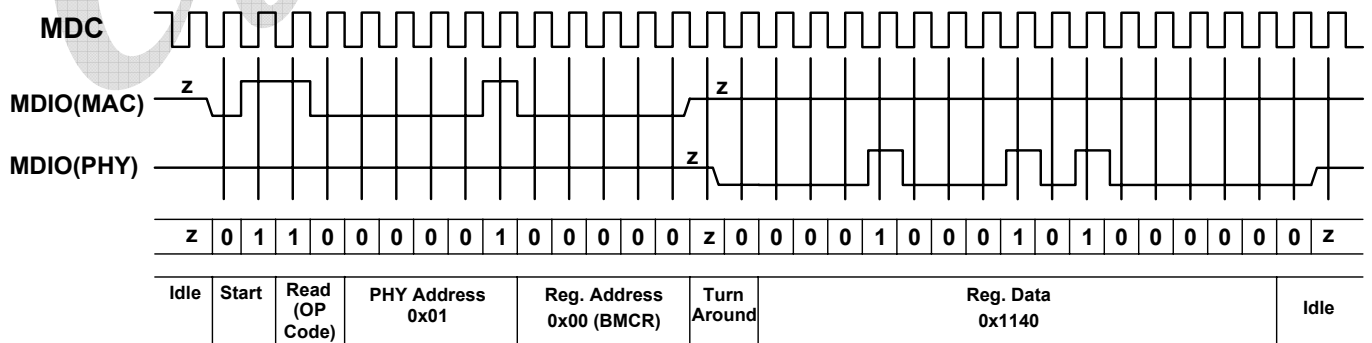 MDC
z
z
MDIO(MAC)
z
MDIO(PHY)
z 0 1 1 0 0 0 0 0 1 0 0 0 0 0 z 0 0 0 0 1 0 0 0 1 0 1 0 0 0 0 0 0 z
Idle Start Read (OP Code) PHY Address 0x01 Reg. Address 0x00 (BMCR) Turn Around Reg. Data 0x1140 Idle